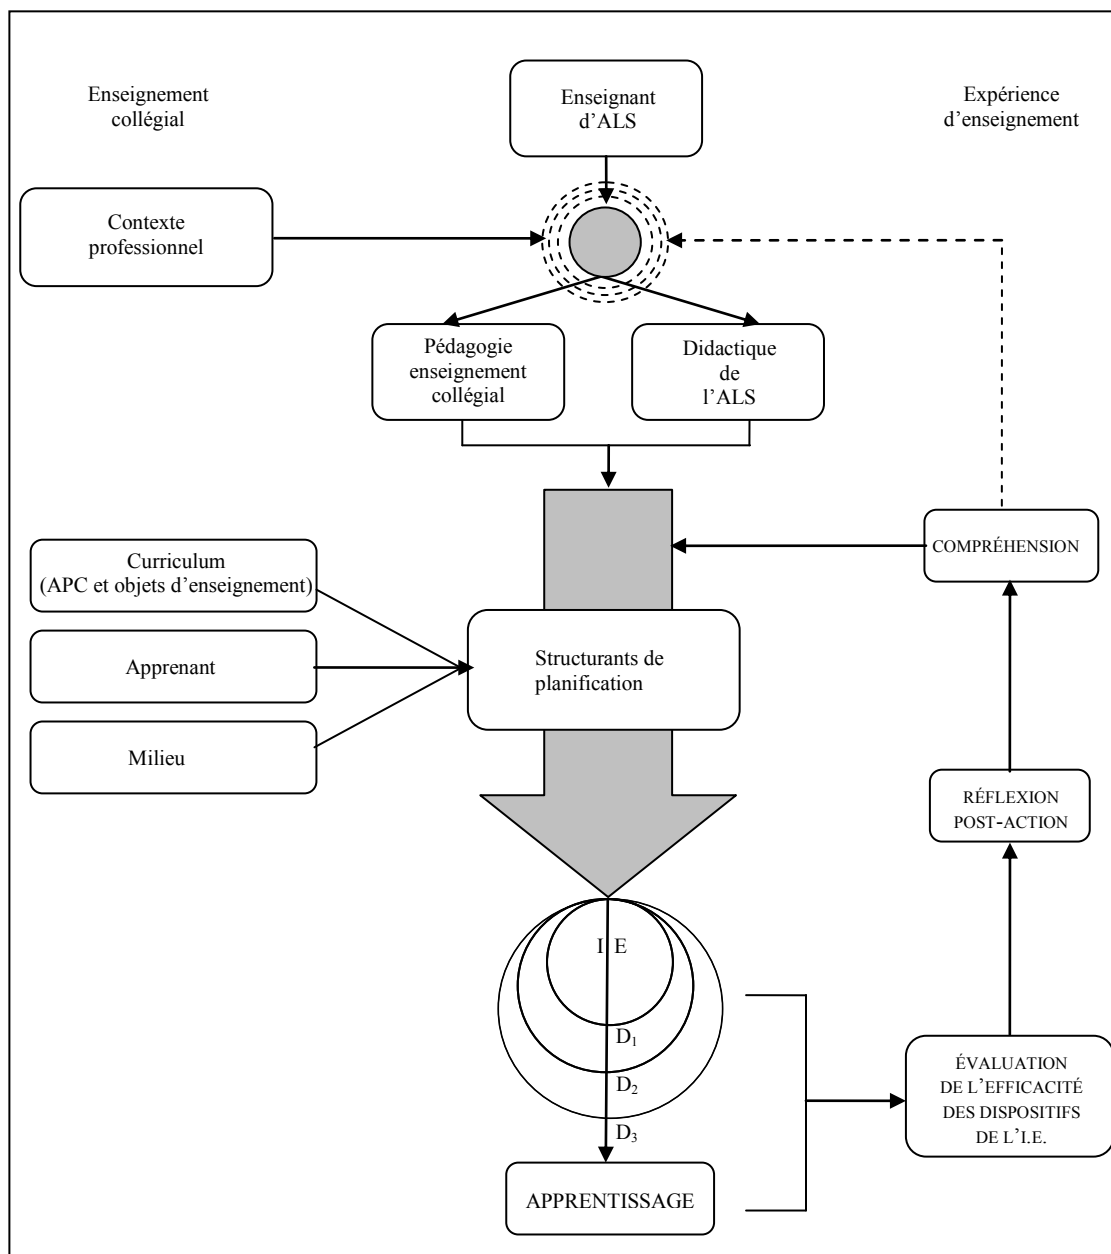 Enseignement
collégial
Enseignant
d'ALS
Expérience
d'enseignement
Contexte
professionnel
Pédagogie
enseignement
collégial
Didactique
de
l'ALS
Curriculum
(APC et objets d'enseignement)
Apprenant
Milieu
Structurants de
planification
COMPRÉHENSION
RÉFLEXION
POST-ACTION
I E
D1
D2
D3
APPRENTISSAGE
ÉVALUATION
DE L'EFFICACITÉ
DES DISPOSITIFS
DE L'I.E.